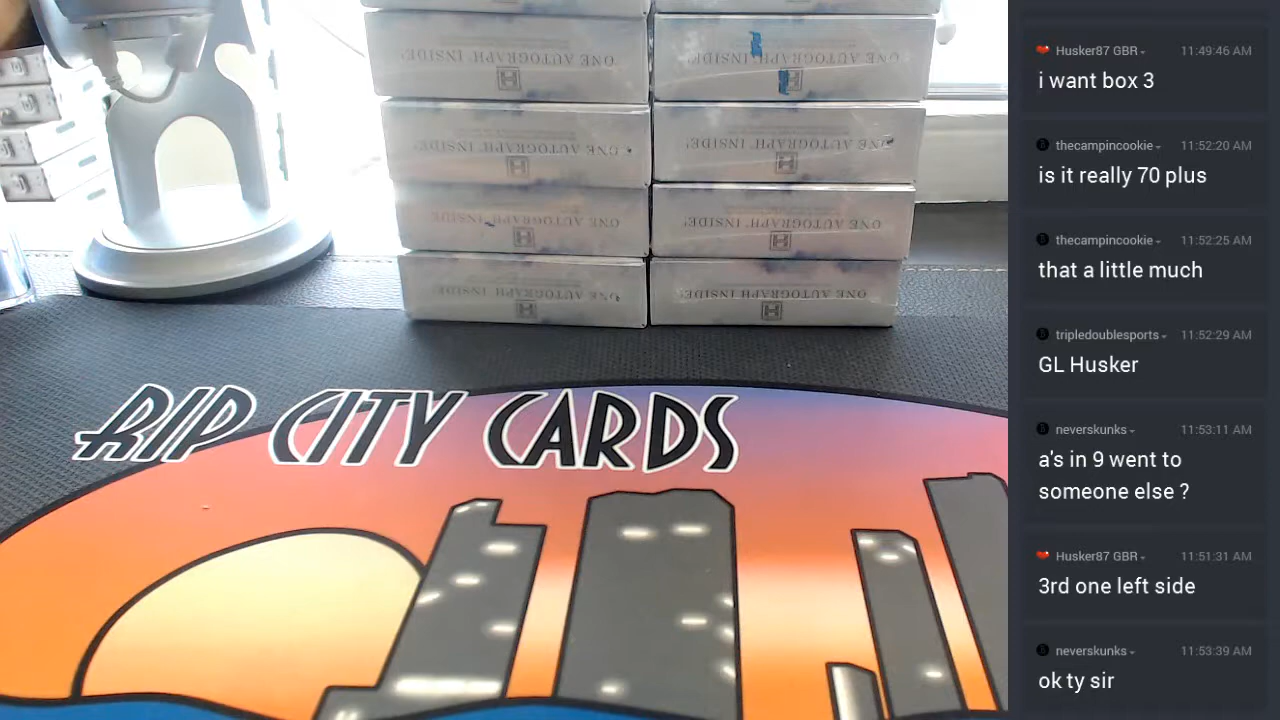 ONE AUTOGRAPH INSIDE!
ONE AUTOGRAPH INSIDE!
ONE AUTOGRAPH INSIDE!
ONE AUTOGRAPH INSIDE!
ONE AUTOGRAPH INSIDE!
ONE AUTOGRAPH INSIDE!
ONE AUTOGRAPH INSIDE!
ONE AUTOGRAPH INSIDE!
RIP CITY CARDS
Husker87 GBR 11:49:46 AM
i want box 3
thecampincookie 11:52:20 AM
is it really 70 plus
thecampincookie 11:52:25 AM
that a little much
tripledoublesports 11:52:29 AM
GL Husker
neverskunks 11:53:11 AM
a's in 9 went to
someone else ?
Husker87 GBR 11:51:31 AM
3rd one left side
neverskunks 11:53:39 AM
ok ty sir